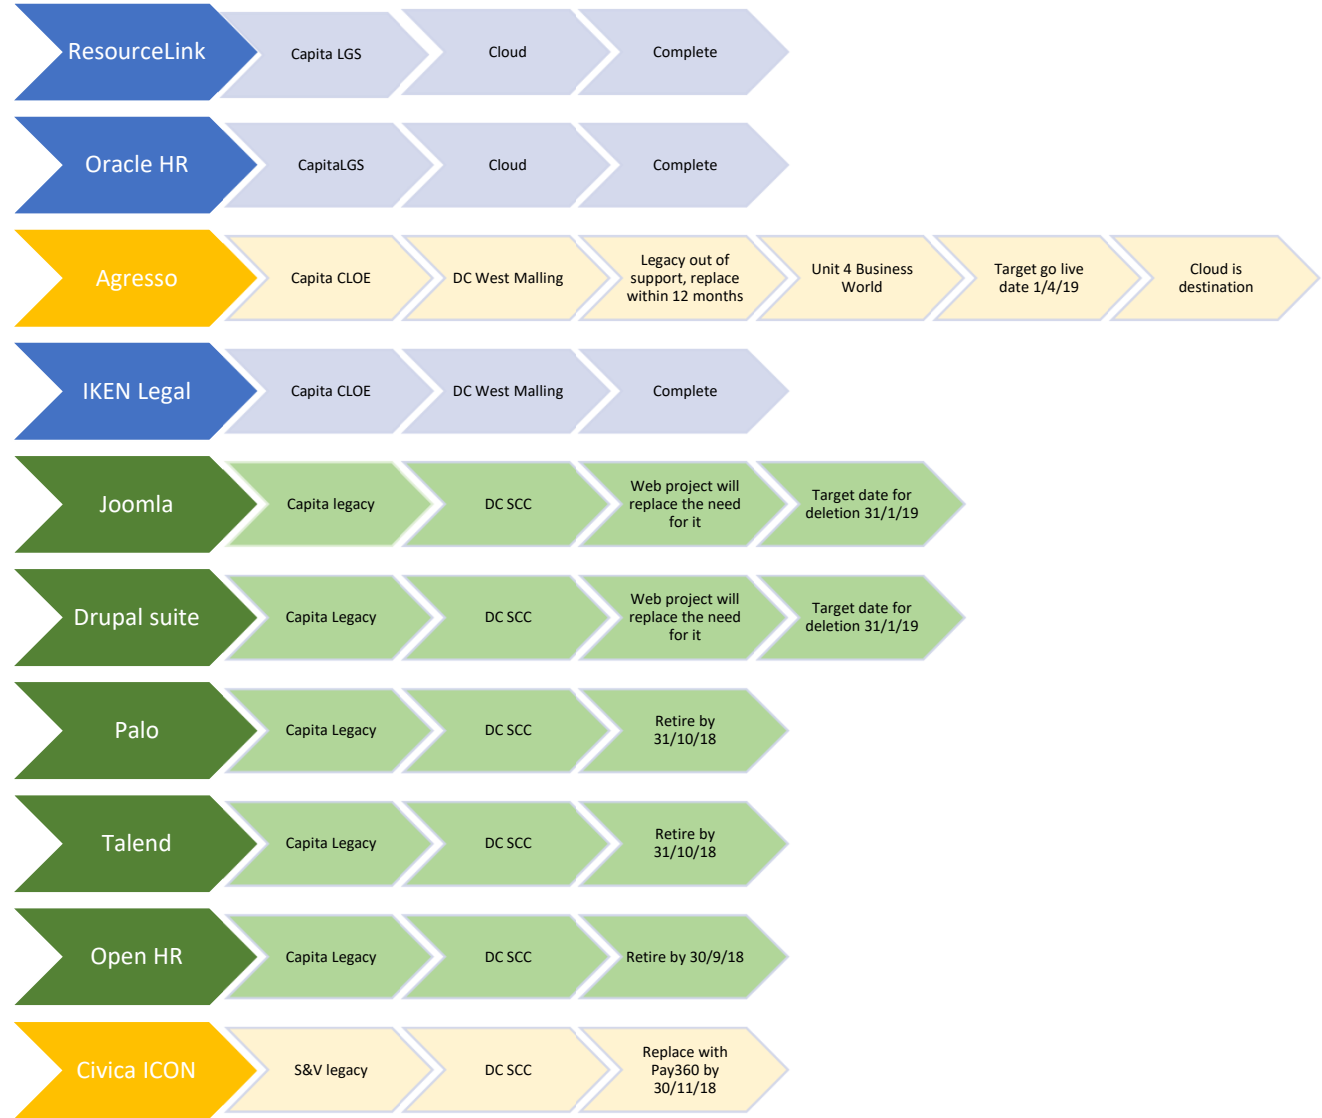 ResourceLink
Capita LGS
Cloud
Complete
Oracle HR
CapitaLGS
Cloud
Complete
Agresso
Capita CLOE
DC West Malling
Legacy out of
support, replace
within 12 months
Unit 4 Business
World
Target go live
date 1/4/19
Cloud is
destination
IKEN Legal
Capita CLOE
DC West Malling
Complete
Joomla
Capita legacy
DC SCC
Web project will
replace the need
for it
Target date for
deletion 31/1/19
Drupal suite
Capita Legacy
DC SCC
Web project will
replace the need
for it
Target date for
deletion 31/1/19
Palo
Capita Legacy
DC SCC
Retire by
31/10/18
Talend
Capita Legacy
DC SCC
Retire by
31/10/18
Open HR
Capita Legacy
DC SCC
Retire by 30/9/18
Civica ICON
S&V legacy
DC SCC
Replace with
Pay360 by
30/11/18